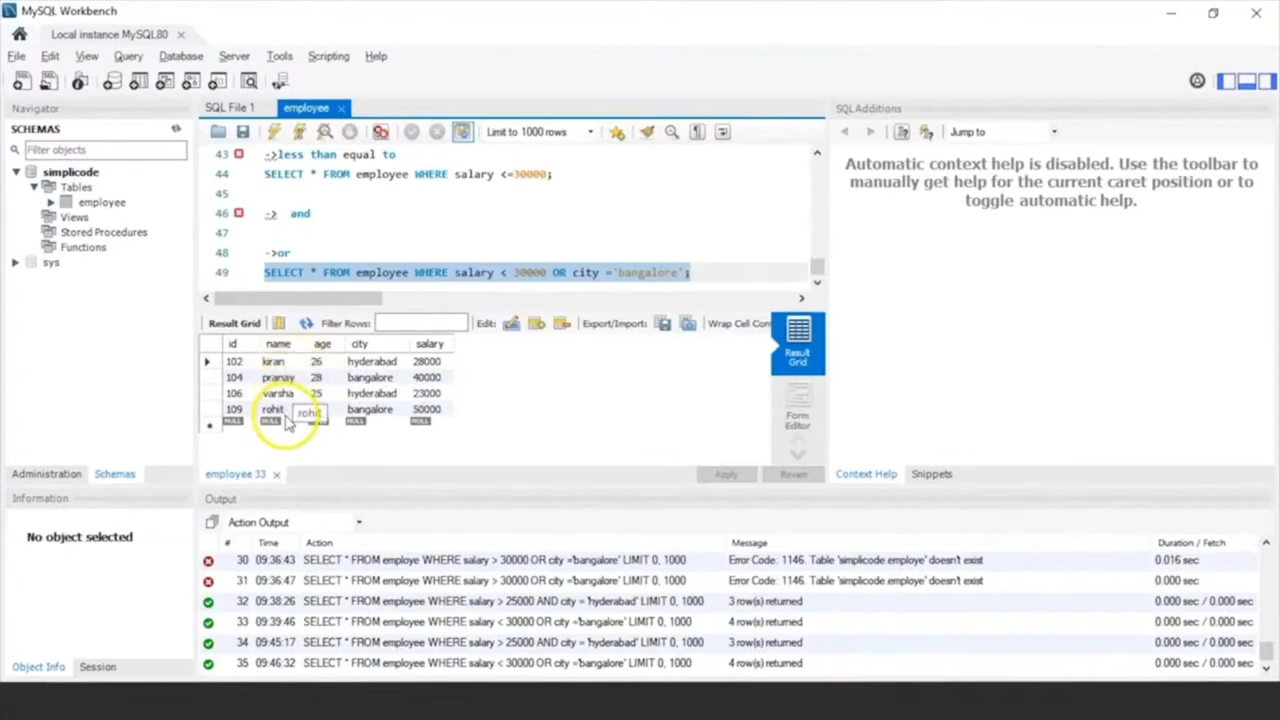 MySQL Workbench
Local instance MySQL80
File Edit View Query Database Server Tools Scripting Help
Navigator
SCHEMAS
Filter objects
simplicode
Tables
employee
Views
Stored Procedures
Functions
sys
Administration Schemas
Information
No object selected
Object Info Session
SQL File 1 employee
Limit to 1000 rows
43 ->less than equal to
44 SELECT * FROM employee WHERE salary <=30000;
45
46 -> and
47
48 ->or
49 SELECT * FROM employee WHERE salary < 30000 OR city ='bangalore';
Result Grid Filter Rows: Edit: Export/Import: Wrap Cell Con
id name age city salary
102 kiran 26 hyderabad 28000
104 pranay 28 bangalore 40000
106 varsha 25 hyderabad 23000
109 rohit rohit bangalore 50000
NULL NULL NULL NULL
Result Grid
Form Editor
employee 33 Apply Revert
SQLAdditions
Jump to
Automatic context help is disabled. Use the toolbar to
manually get help for the current caret position or to
toggle automatic help.
Context Help Snippets
Output
Action Output
# Time Action Message Duration / Fetch
30 09:36:43 SELECT * FROM employe WHERE salary > 30000 OR city ='bangalore' LIMIT 0, 1000 Error Code: 1146. Table 'simplicode.employe' doesn't exist 0.016 sec
31 09:36:47 SELECT * FROM employe WHERE salary > 30000 OR city ='bangalore' LIMIT 0, 1000 Error Code: 1146. Table 'simplicode.employe' doesn't exist 0.000 sec
32 09:38:26 SELECT * FROM employee WHERE salary > 25000 AND city = 'hyderabad' LIMIT 0, 1000 3 row(s) returned 0.000 sec / 0.000 sec
33 09:39:46 SELECT * FROM employee WHERE salary < 30000 OR city ='bangalore' LIMIT 0, 1000 4 row(s) returned 0.000 sec / 0.000 sec
34 09:45:17 SELECT * FROM employee WHERE salary > 25000 AND city = 'hyderabad' LIMIT 0, 1000 3 row(s) returned 0.000 sec / 0.000 sec
35 09:46:32 SELECT * FROM employee WHERE salary < 30000 OR city ='bangalore' LIMIT 0, 1000 4 row(s) returned 0.000 sec / 0.000 sec